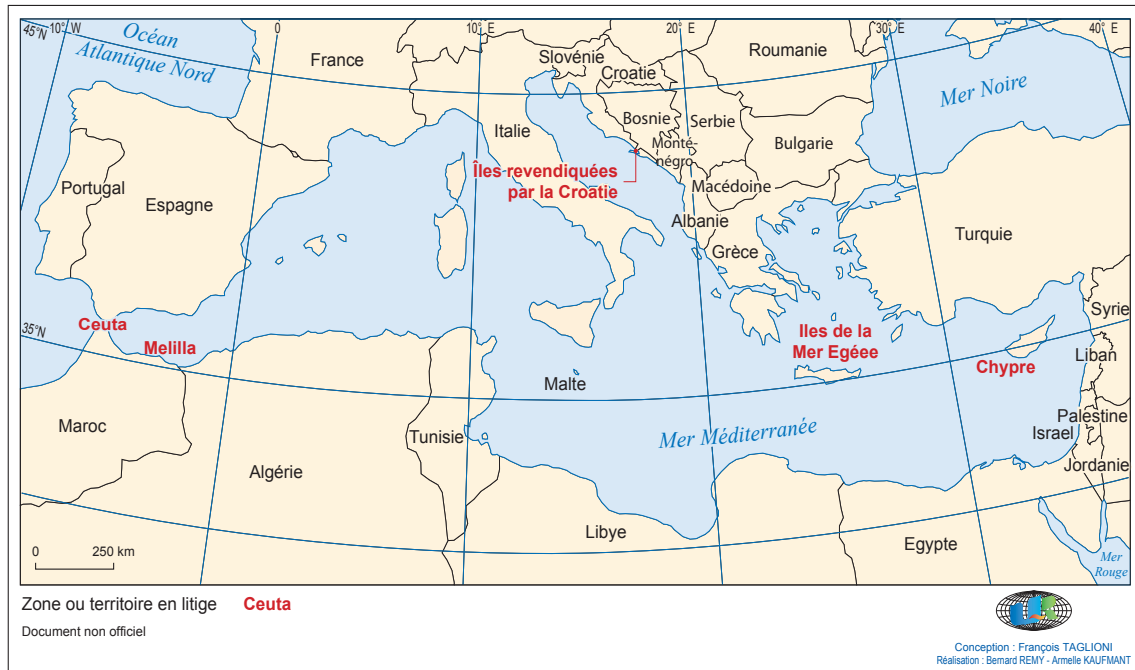 45°N
10° W
0
10° E
20° E
30° E
40° E
Océan
Atlantique Nord
France
Slovénie
Croatie
Roumanie
Mer Noire
Italie
Bosnie
Serbie
Monté-
négro
Bulgarie
Îles revendiquées
par la Croatie
Macédoine
Albanie
Portugal
Espagne
Grèce
Turquie
35°N
Ceuta
Melilla
Iles de la
Mer Egéee
Syrie
Liban
Chypre
Malte
Maroc
Tunisie
Mer Méditerranée
Palestine
Israel
Jordanie
Algérie
Libye
Egypte
0 250 km
Mer
Rouge
Zone ou territoire en litige Ceuta
Document non officiel
Conception : François TAGLIONI
Réalisation : Bernard REMY - Armelle KAUFMANT